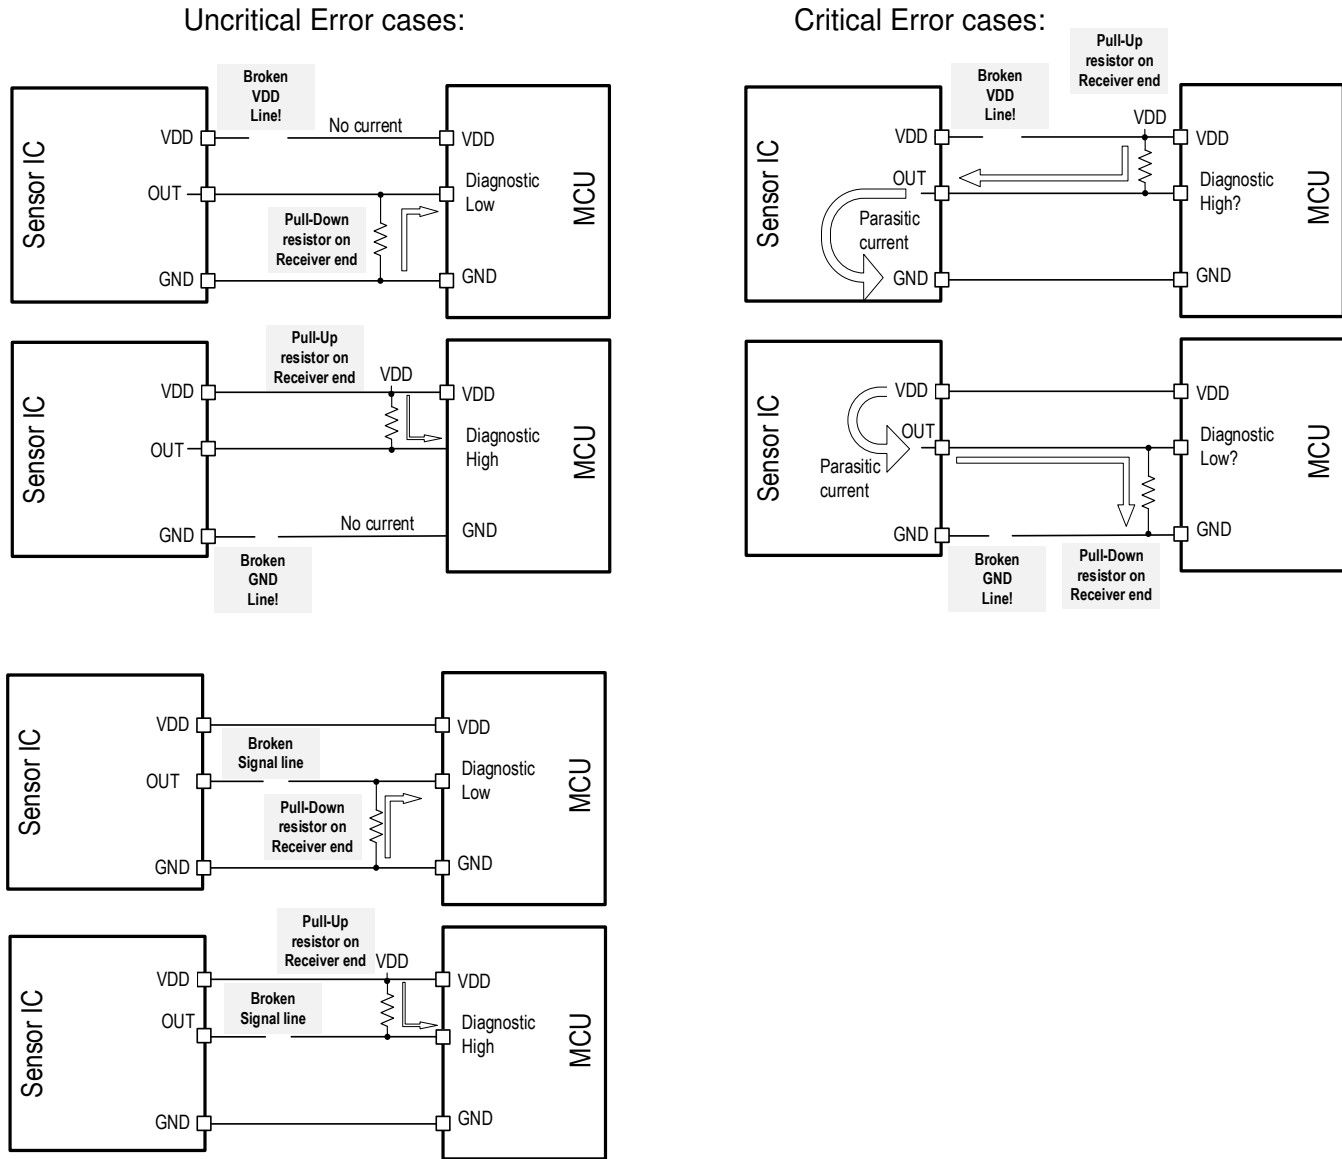 Uncritical Error cases:
Critical Error cases:
Broken
VDD
Line!
No current
Sensor IC
VDD
OUT
GND
Pull-Down
resistor on
Receiver end
VDD
Diagnostic
Low
GND
MCU
Pull-Up
resistor on
Receiver end
Broken
VDD
Line!
VDD
Sensor IC
VDD
OUT
Parasitic
current
GND
VDD
Diagnostic
High?
GND
MCU
Pull-Up
resistor on
Receiver end
VDD
Sensor IC
VDD
OUT
GND
No current
Broken
GND
Line!
VDD
Diagnostic
High
GND
MCU
Sensor IC
VDD
OUT
Parasitic
current
GND
Broken
GND
Line!
Pull-Down
resistor on
Receiver end
VDD
Diagnostic
Low?
GND
MCU
Sensor IC
VDD
OUT
GND
Broken
Signal line
Pull-Down
resistor on
Receiver end
VDD
Diagnostic
Low
GND
MCU
Pull-Up
resistor on
Receiver end
VDD
Sensor IC
VDD
OUT
GND
Broken
Signal line
VDD
Diagnostic
High
GND
MCU